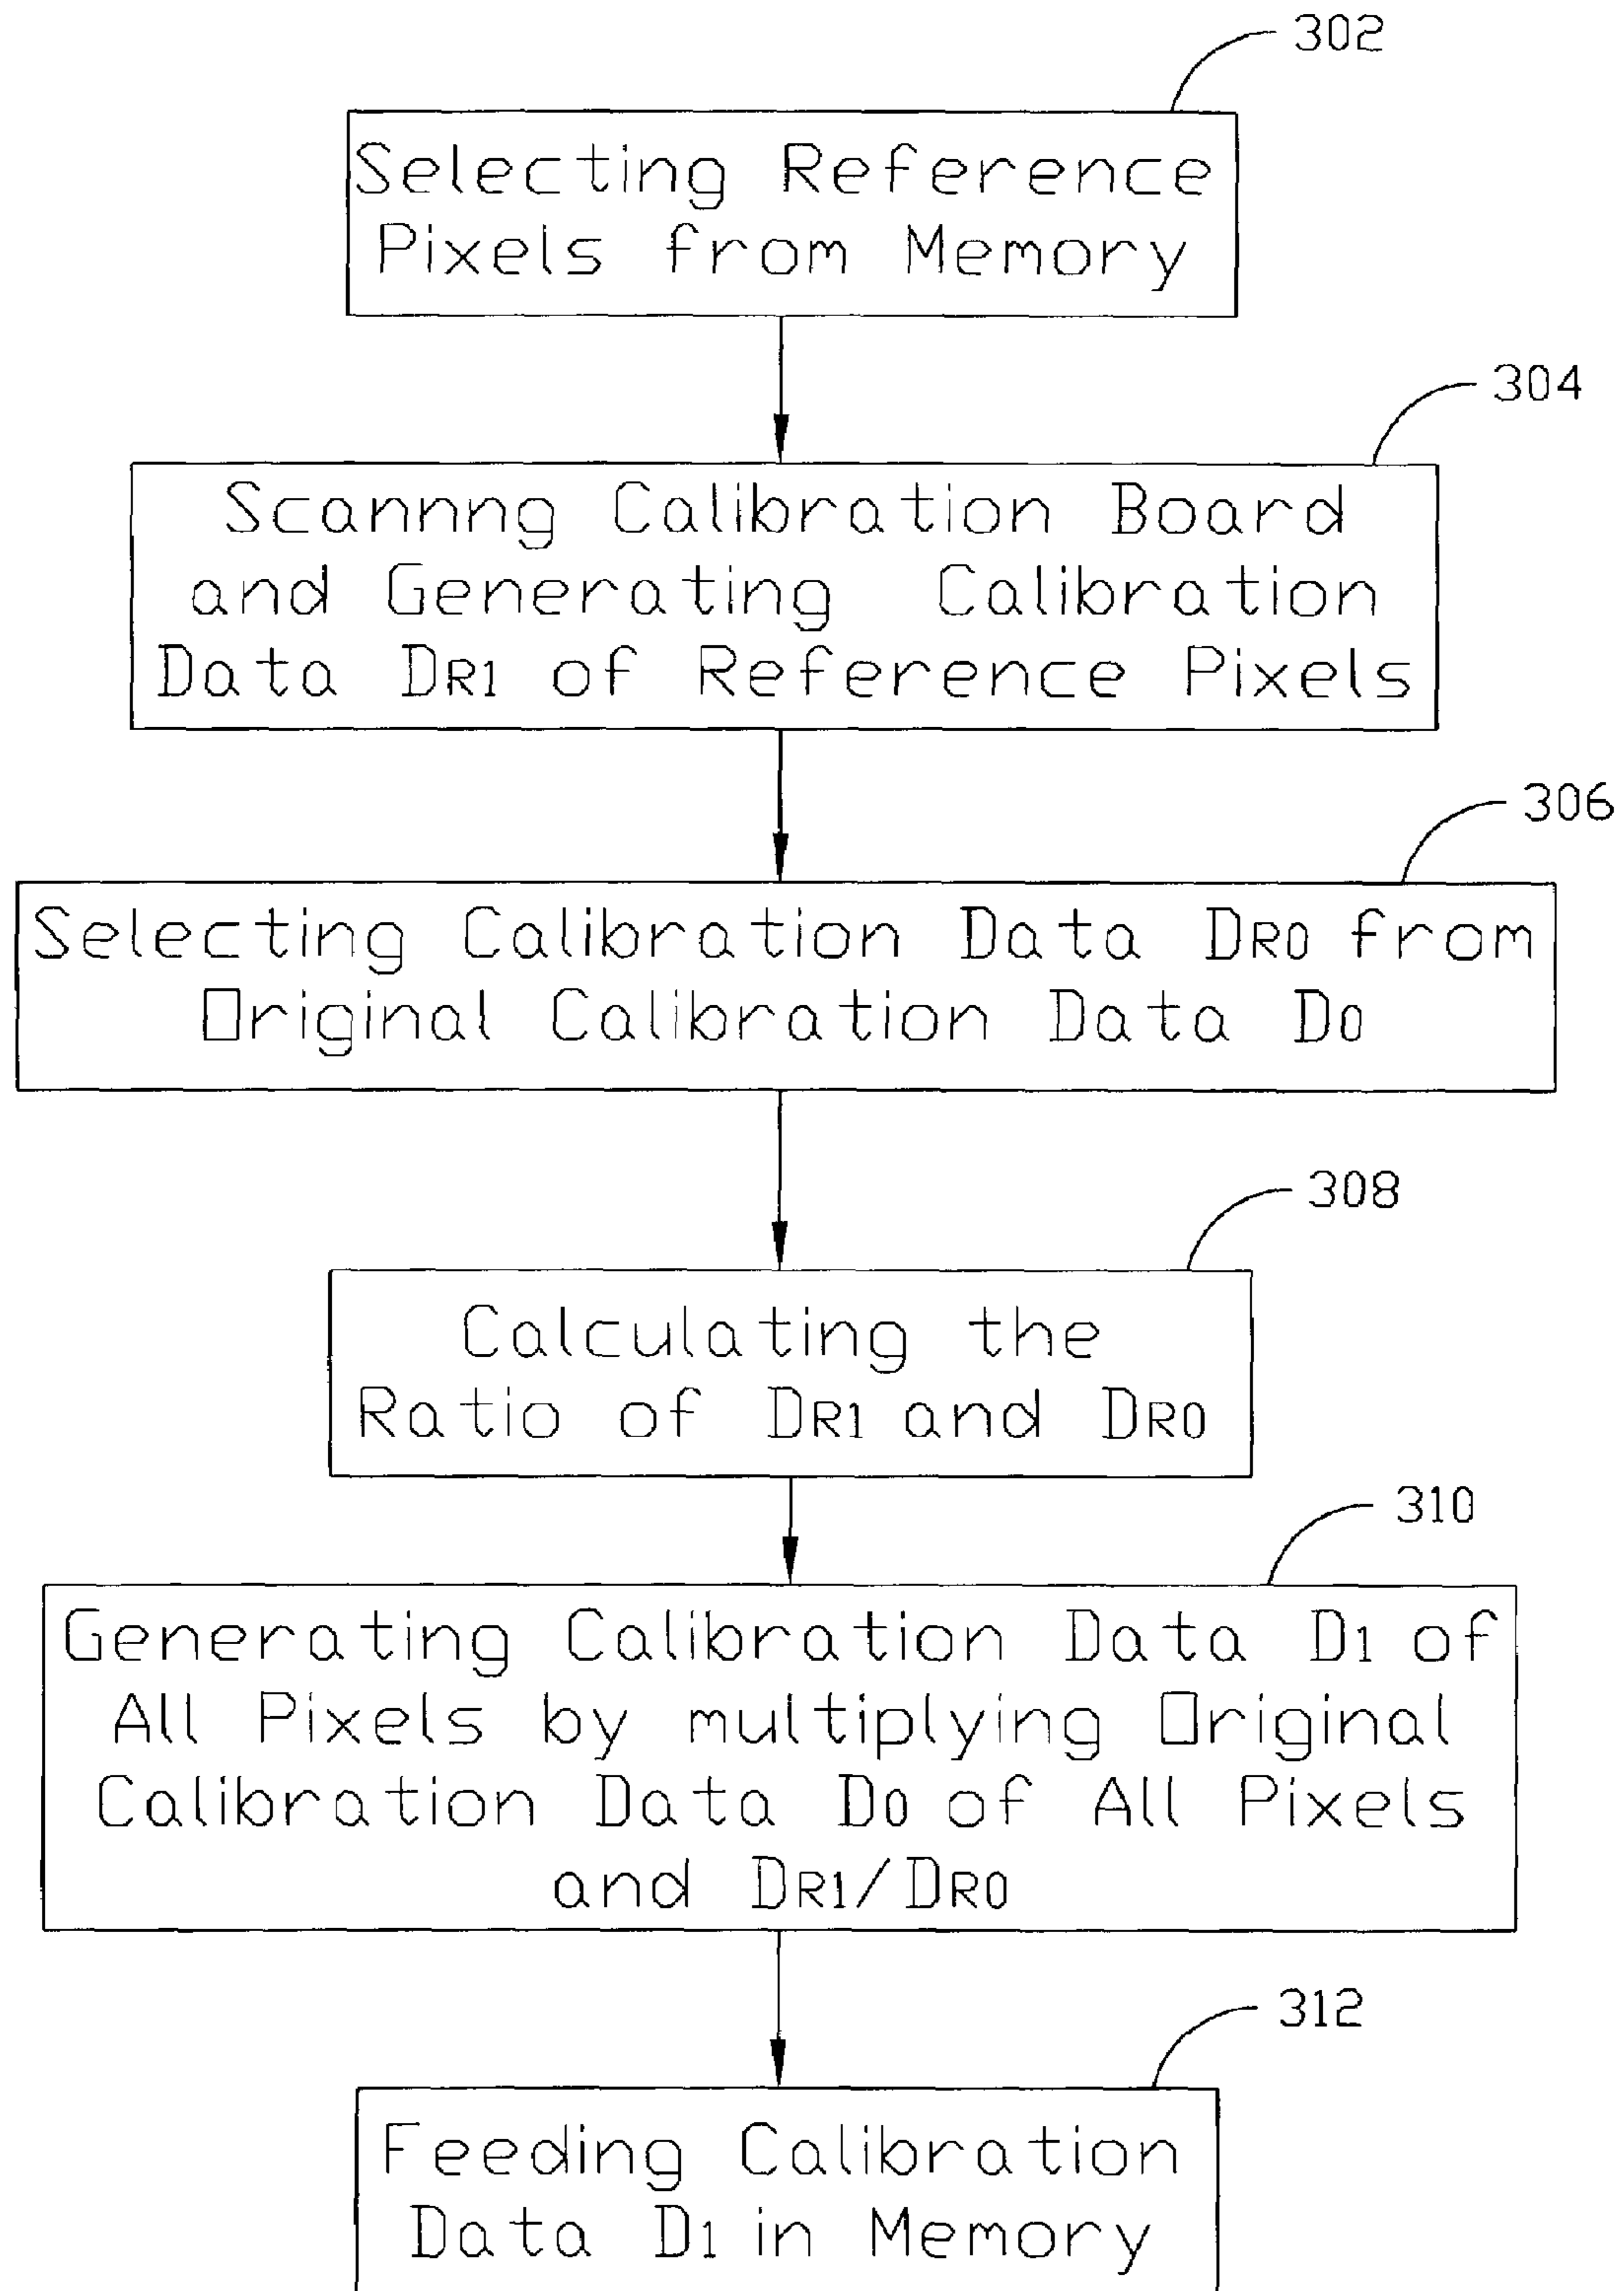 302
Selecting Reference
Pixels from Memory
304
Scannng Calibration Board
and Generating Calibration
Data DR1 of Reference Pixels
306
Selecting Calibration Data DR0 from
Original Calibration Data D0
308
Calculating the
Ratio of DR1 and DR0
310
Generating Calibration Data D1 of
All Pixels by multiplying Original
Calibration Data D0 of All Pixels
and DR1/DR0
312
Feeding Calibration
Data D1 in Memory